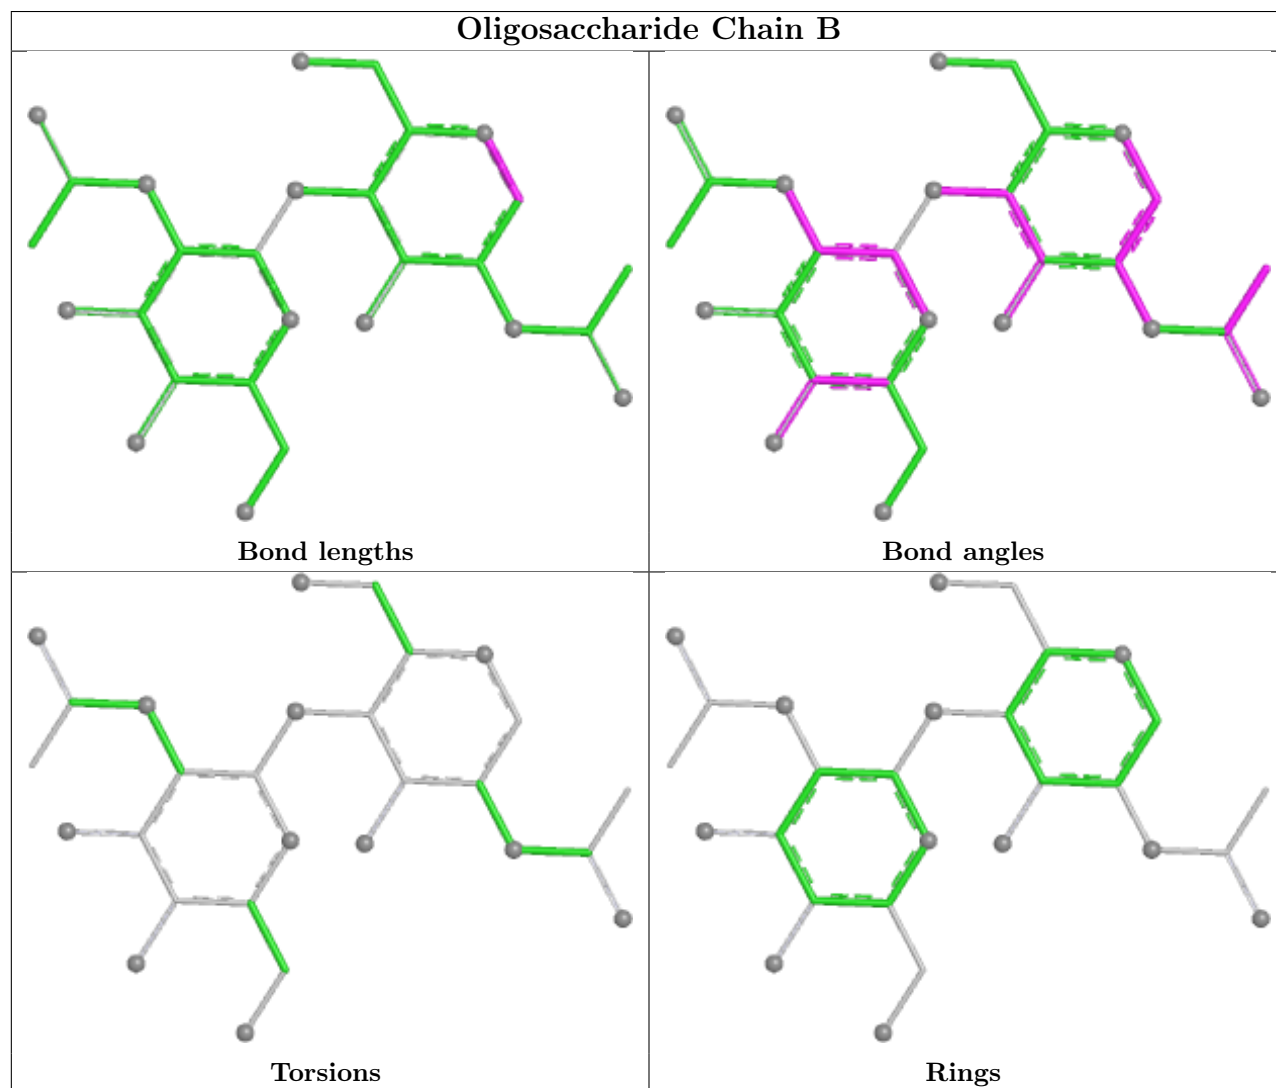 Oligosaccharide Chain B
Bond lengths
Bond angles
Torsions
Rings